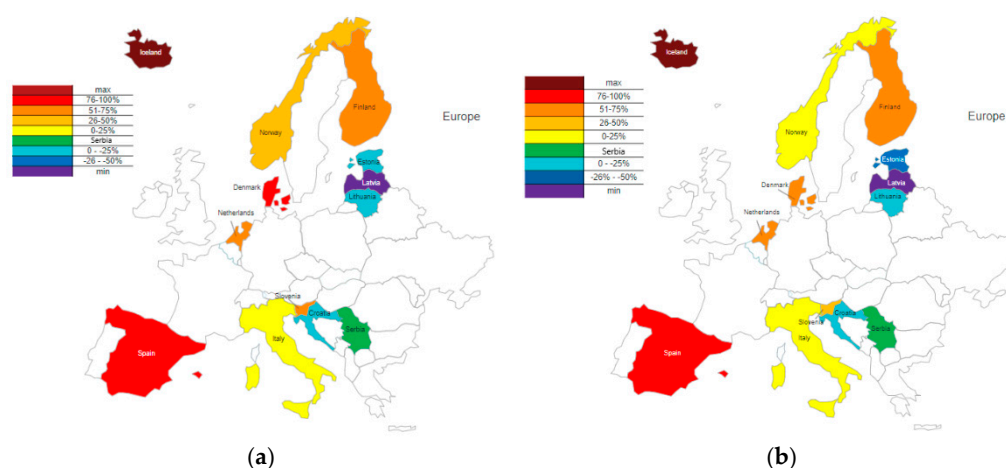 Iceland
max
76-100%
51-75%
26-50%
0-25%
Serbia
0 - -25%
-26 - -50%
min
Finland
Norway
Europe
Estonia
Latvia
Lithuania
Denmark
Netherlands
Slovenia
Croatia
Serbia
Italy
Spain
(a)
Iceland
max
76-100%
51-75%
26-50%
0-25%
Serbia
0 - -25%
-26% - -50%
min
Finland
Norway
Europe
Estonia
Latvia
Lithuania
Denmark
Netherlands
Slovenia
Croatia
Serbia
Italy
Spain
(b)